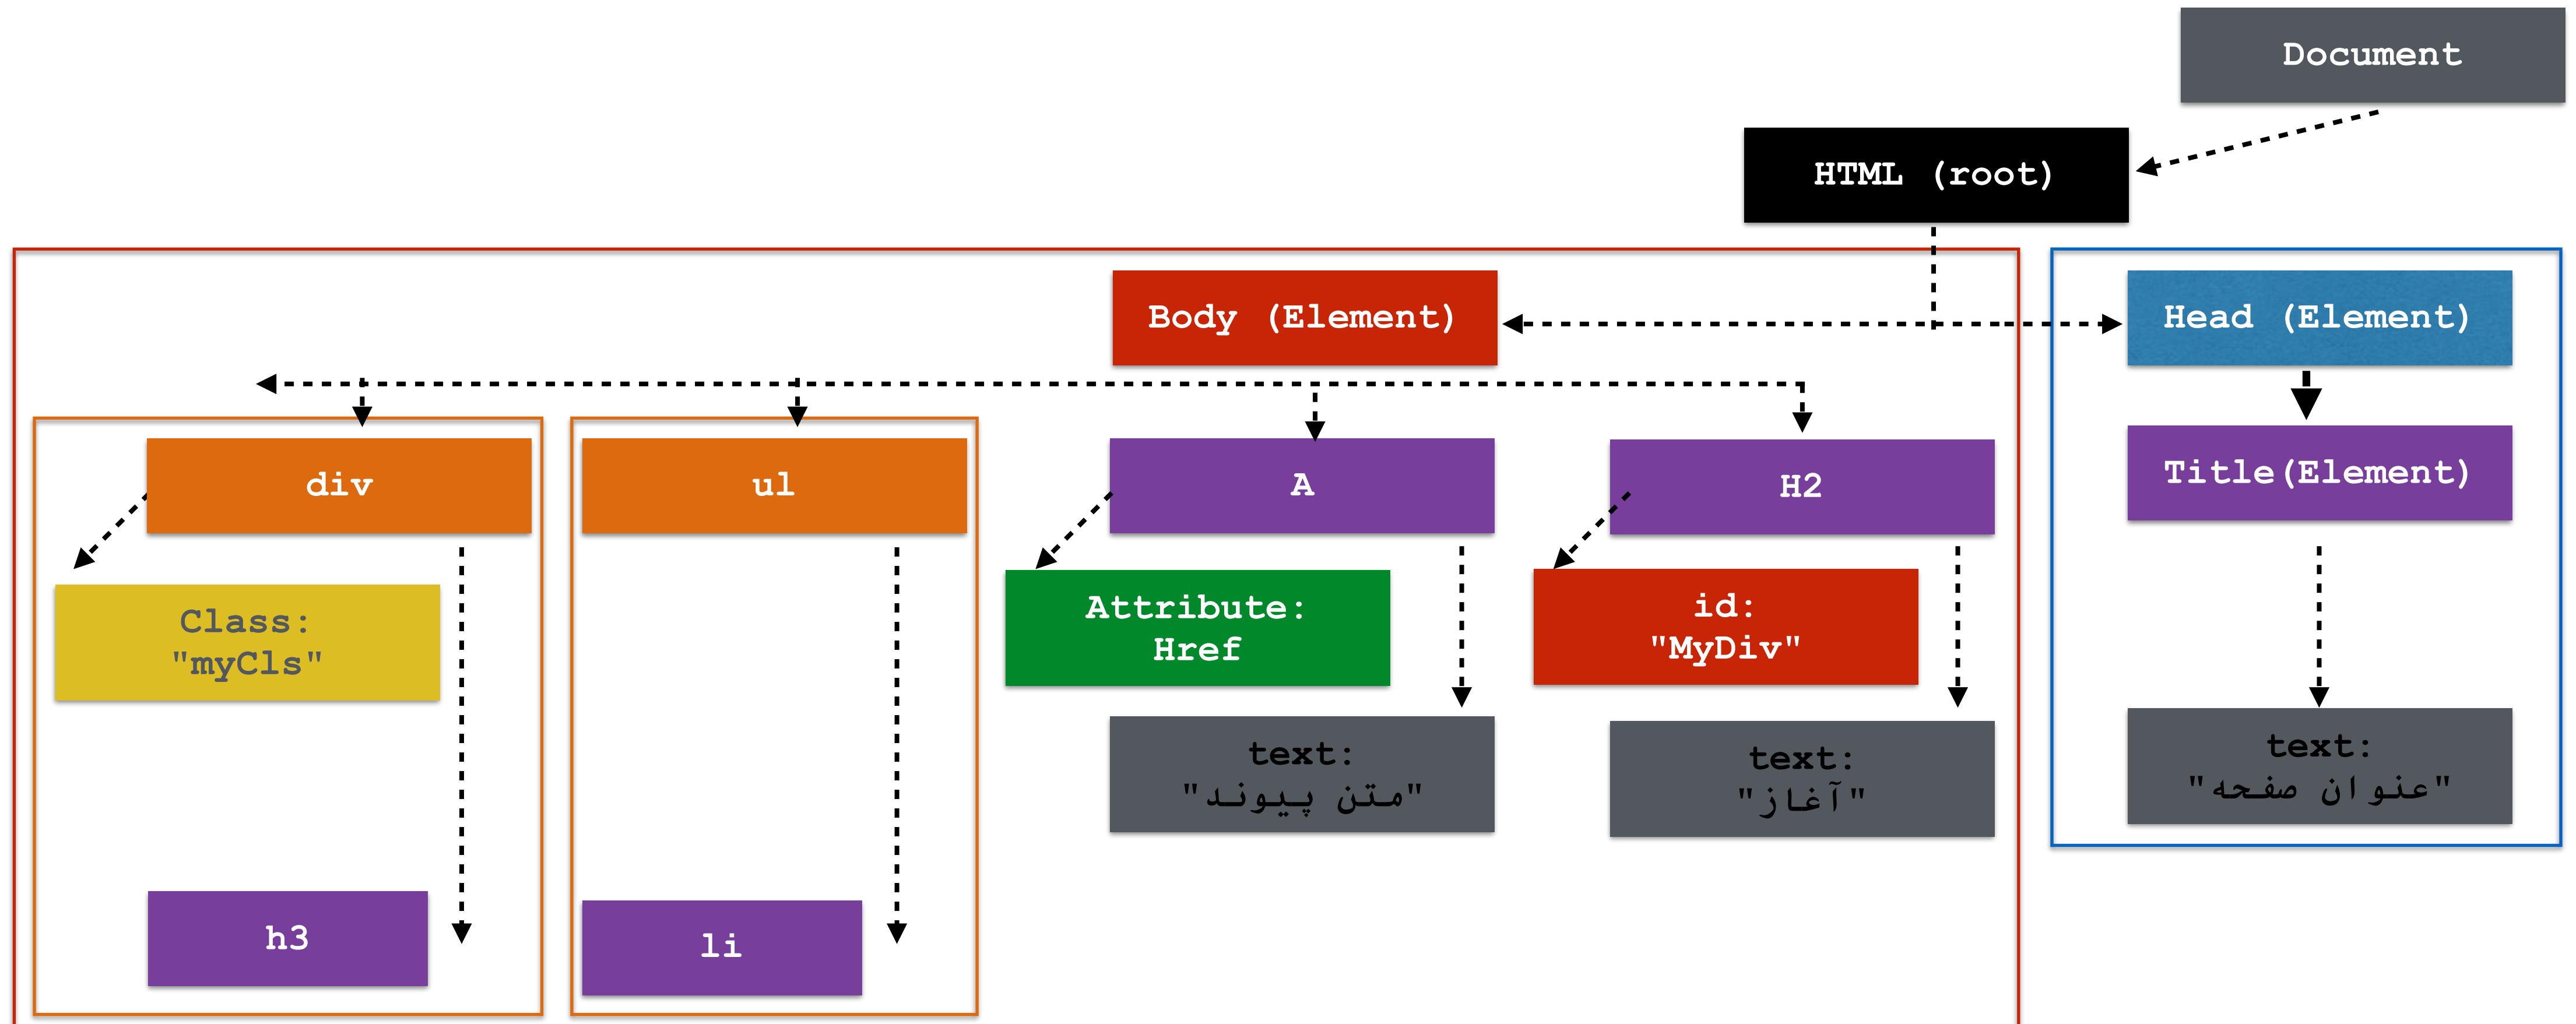 Document
HTML (root)
Body (Element)
Head (Element)
div
ul
A
H2
Title(Element)
Class:
"myCls"
Attribute:
Href
id:
"MyDiv"
text:
"متن پیوند"
text:
"آغاز"
text:
"عنوان صفحه"
h3
li